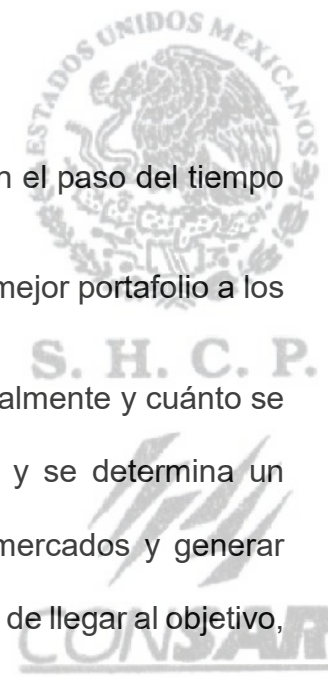 ESTADOS UNIDOS MEXICANOS
n el paso del tiempo
mejor portafolio a los
S. H. C. P.
almente y cuánto se
y se determina un
mercados y generar
de llegar al objetivo,
CONSAR